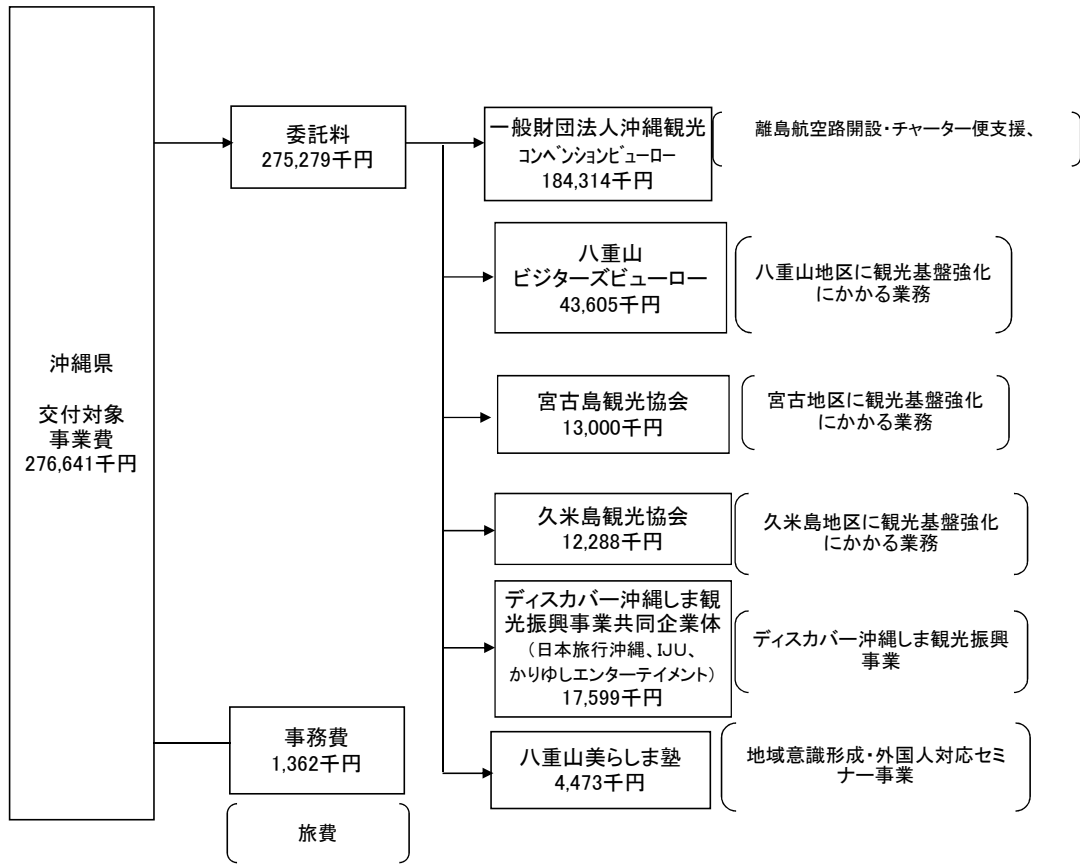 沖縄県
交付対象
事業費
276,641千円
委託料
275,279千円
一般財団法人沖縄観光
コンベンションビューロー
184,314千円
離島航空路開設・チャーター便支援、
八重山
ビジターズビューロー
43,605千円
八重山地区に観光基盤強化
にかかる業務
宮古島観光協会
13,000千円
宮古地区に観光基盤強化
にかかる業務
久米島観光協会
12,288千円
久米島地区に観光基盤強化
にかかる業務
ディスカバー沖縄しま観
光振興事業共同企業体
（日本旅行沖縄、IJU、
かりゆしエンターテイメント）
17,599千円
ディスカバー沖縄しま観光振興
事業
事務費
1,362千円
旅費
八重山美らしま塾
4,473千円
地域意識形成・外国人対応セミ
ナー事業